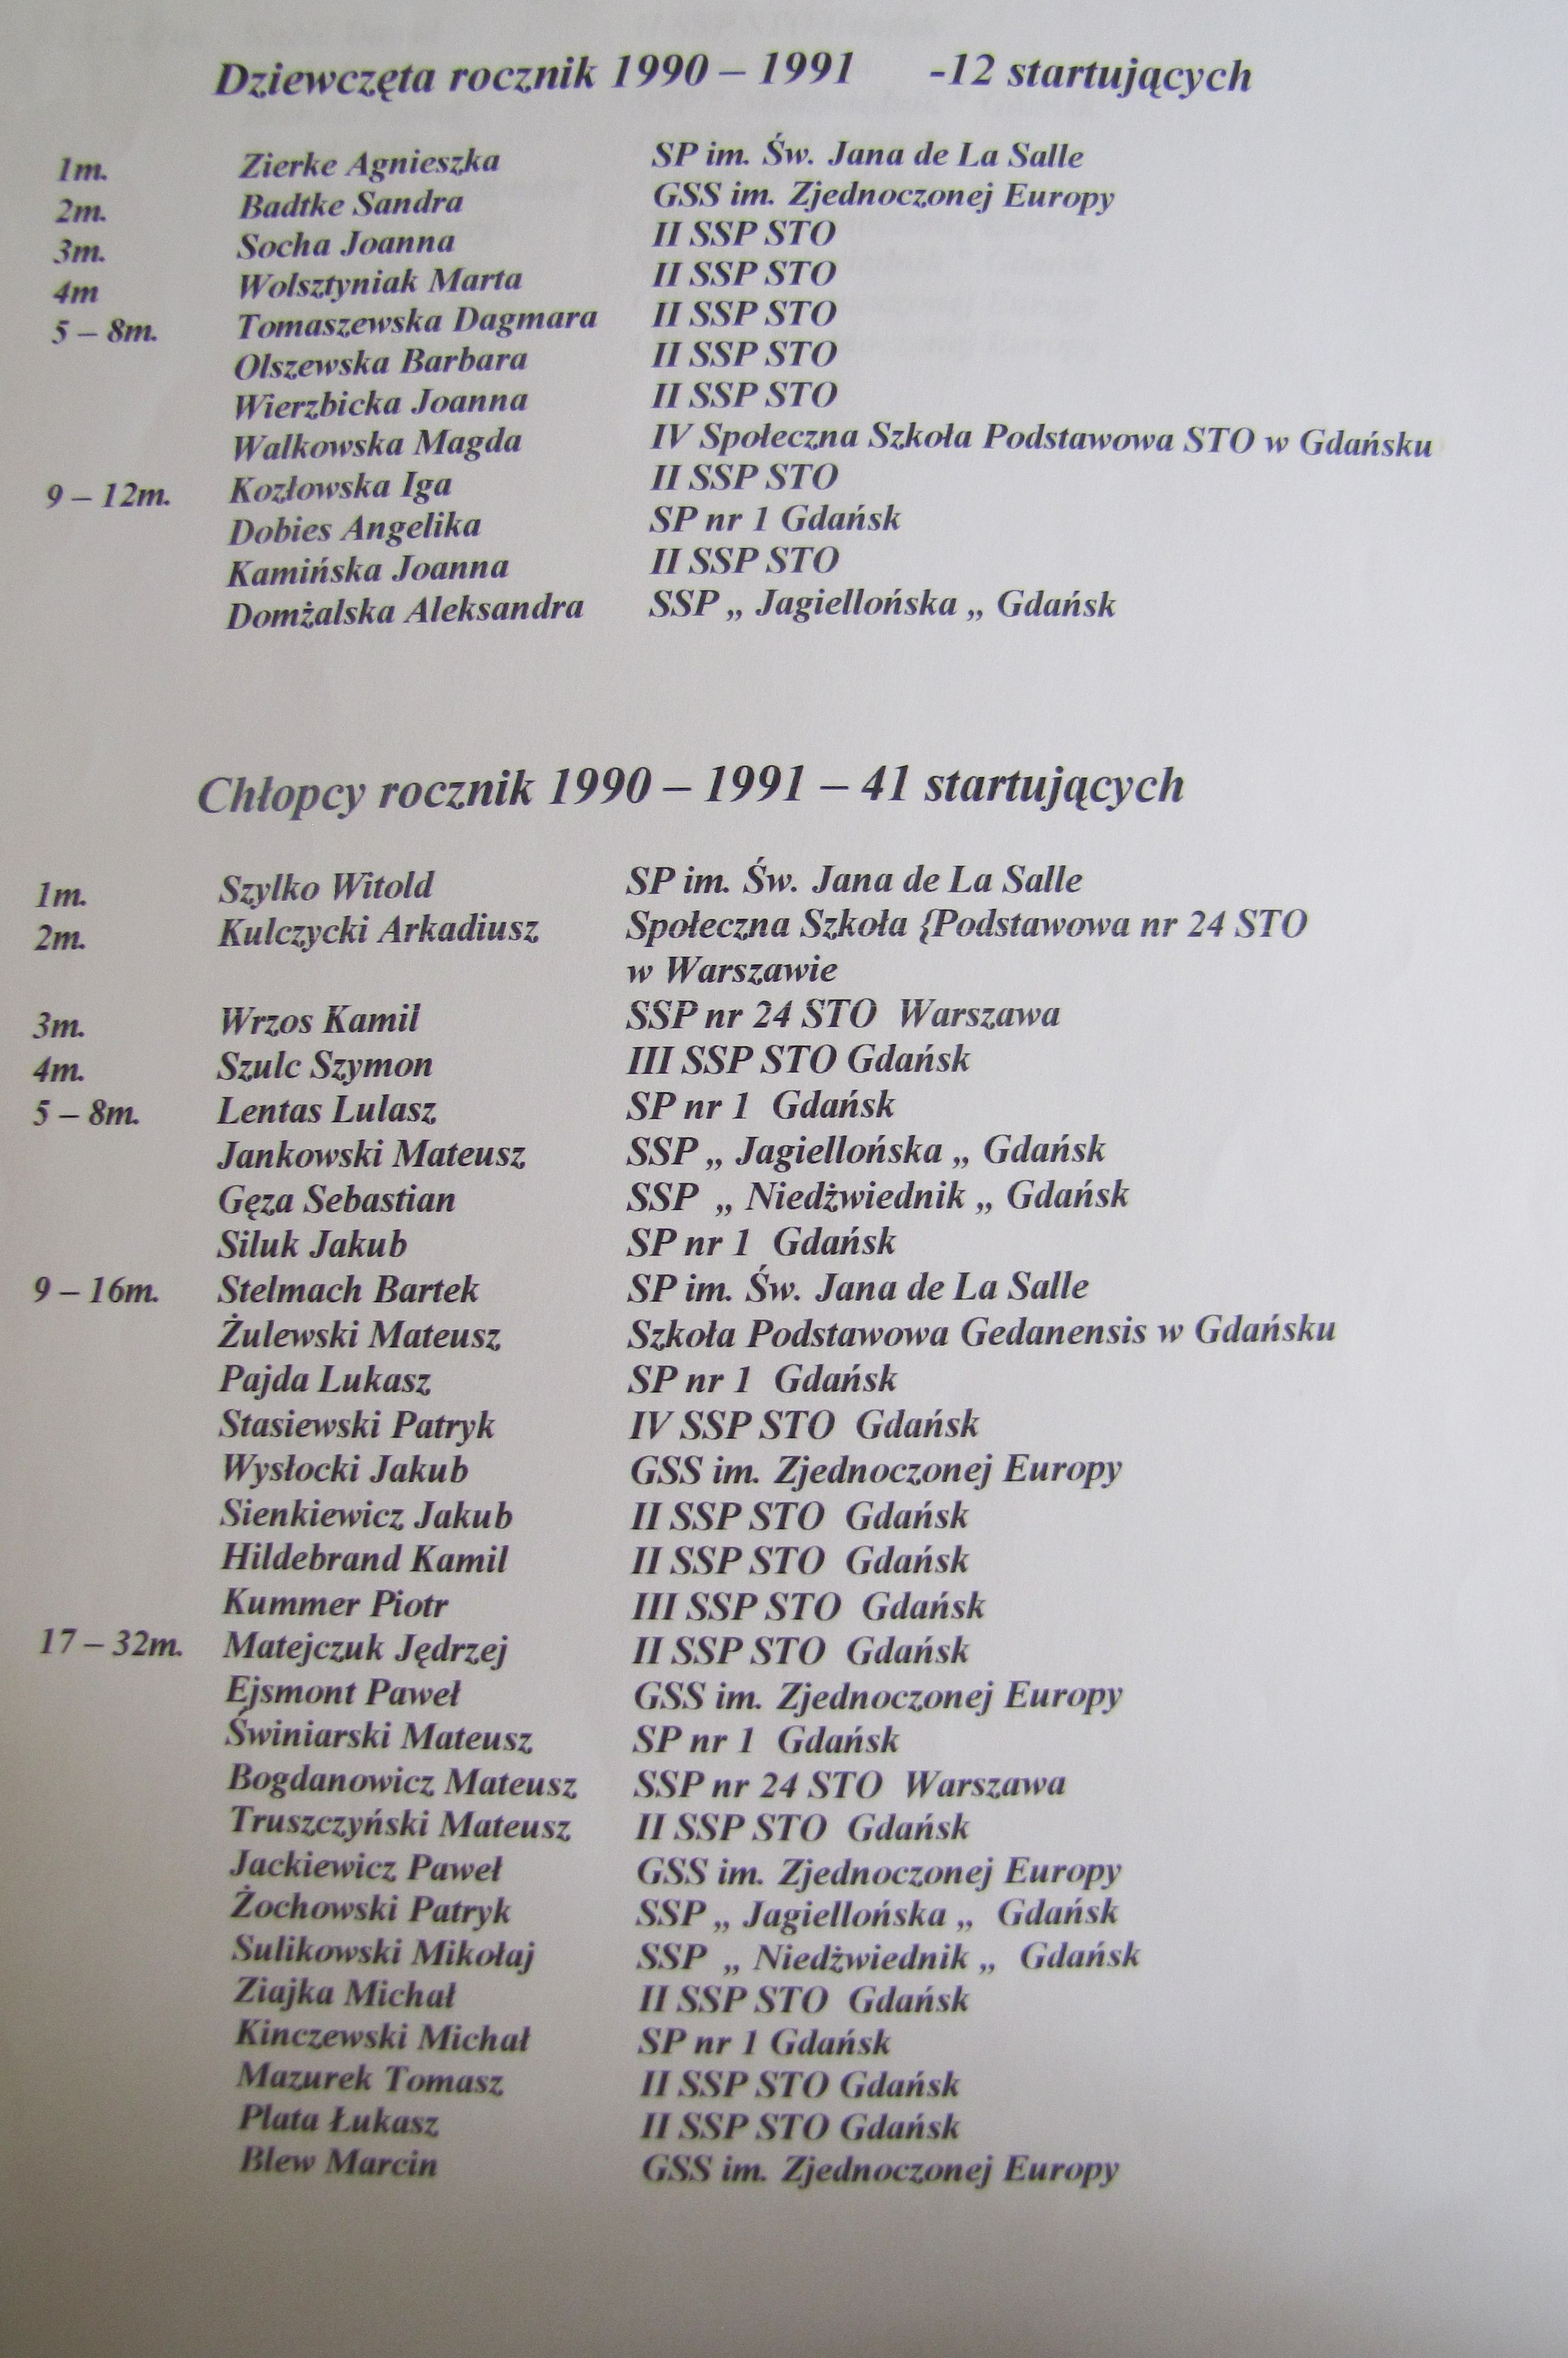 Dziewczęta rocznik 1990 – 1991 -12 startujących
1m. Zierke Agnieszka SP im. Św. Jana de La Salle
2m. Badtke Sandra GSS im. Zjednoczonej Europy
3m. Socha Joanna II SSP STO
4m Wolsztyniak Marta II SSP STO
5 – 8m. Tomaszewska Dagmara II SSP STO
Olszewska Barbara II SSP STO
Wierzbicka Joanna II SSP STO
Walkowska Magda IV Społeczna Szkoła Podstawowa STO w Gdańsku
9 – 12m. Kozłowska Iga II SSP STO
Dobies Angelika SP nr 1 Gdańsk
Kamińska Joanna II SSP STO
Domżalska Aleksandra SSP „ Jagiellońska „ Gdańsk
Chłopcy rocznik 1990 – 1991 – 41 startujących
1m. Szylko Witold SP im. Św. Jana de La Salle
2m. Kulczycki Arkadiusz Społeczna Szkoła {Podstawowa nr 24 STO
w Warszawie
3m. Wrzos Kamil SSP nr 24 STO Warszawa
4m. Szulc Szymon III SSP STO Gdańsk
5 – 8m. Lentas Lulasz SP nr 1 Gdańsk
Jankowski Mateusz SSP „ Jagiellońska „ Gdańsk
Gęza Sebastian SSP „ Niedżwiednik „ Gdańsk
Siluk Jakub SP nr 1 Gdańsk
9 – 16m. Stelmach Bartek SP im. Św. Jana de La Salle
Żulewski Mateusz Szkoła Podstawowa Gedanensis w Gdańsku
Pajda Lukasz SP nr 1 Gdańsk
Stasiewski Patryk IV SSP STO Gdańsk
Wysłocki Jakub GSS im. Zjednoczonej Europy
Sienkiewicz Jakub II SSP STO Gdańsk
Hildebrand Kamil II SSP STO Gdańsk
Kummer Piotr III SSP STO Gdańsk
17 – 32m. Matejczuk Jędrzej II SSP STO Gdańsk
Ejsmont Paweł GSS im. Zjednoczonej Europy
Świniarski Mateusz SP nr 1 Gdańsk
Bogdanowicz Mateusz SSP nr 24 STO Warszawa
Truszczyński Mateusz II SSP STO Gdańsk
Jackiewicz Paweł GSS im. Zjednoczonej Europy
Żochowski Patryk SSP „ Jagiellońska „ Gdańsk
Sulikowski Mikołaj SSP „ Niedżwiednik „ Gdańsk
Ziajka Michał II SSP STO Gdańsk
Kinczewski Michał SP nr 1 Gdańsk
Mazurek Tomasz II SSP STO Gdańsk
Plata Łukasz II SSP STO Gdańsk
Blew Marcin GSS im. Zjednoczonej Europy